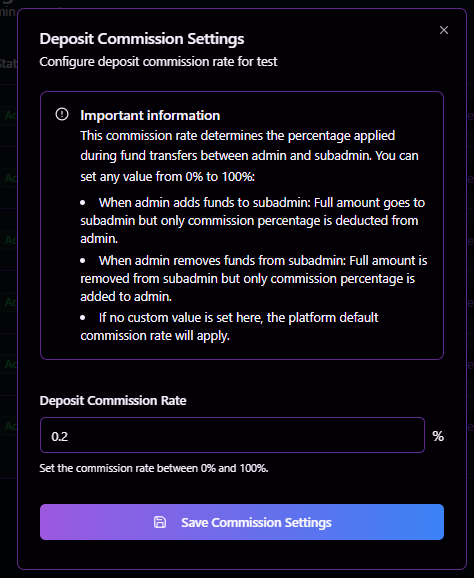 Deposit Commission Settings
Configure deposit commission rate for test
Important information
This commission rate determines the percentage applied
during fund transfers between admin and subadmin. You can
set any value from 0% to 100%:
• When admin adds funds to subadmin: Full amount goes to
subadmin but only commission percentage is deducted from
admin.
• When admin removes funds from subadmin: Full amount is
removed from subadmin but only commission percentage is
added to admin.
• If no custom value is set here, the platform default
commission rate will apply.
Deposit Commission Rate
0.2 %
Set the commission rate between 0% and 100%.
Save Commission Settings